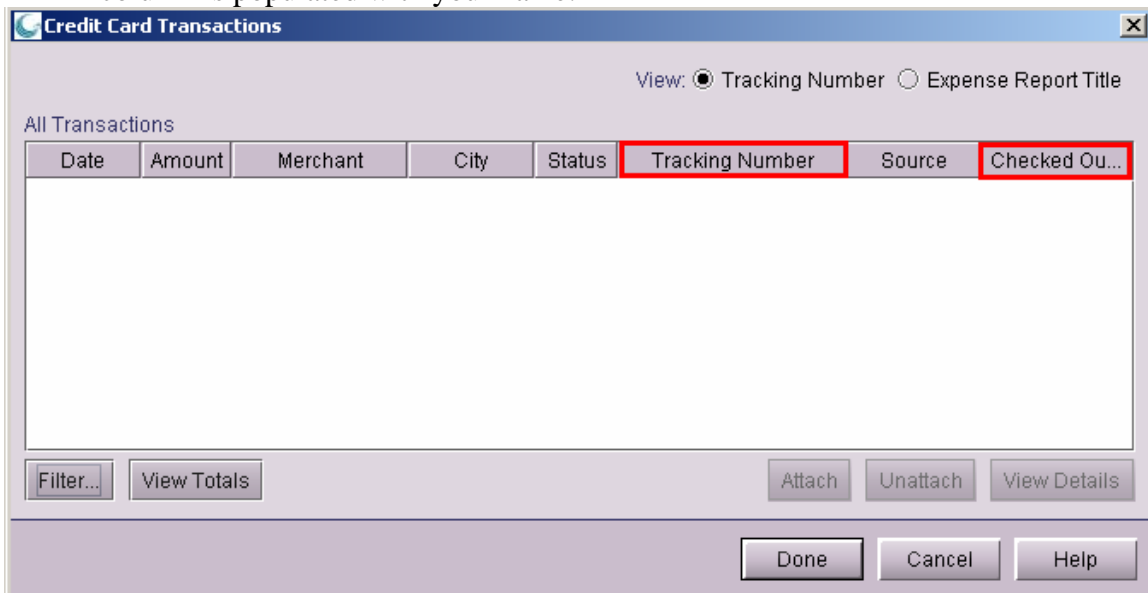 Credit Card Transactions
View: Tracking Number Expense Report Title
All Transactions
Date Amount Merchant City Status Tracking Number Source Checked Ou...
Filter... View Totals Attach Unattach View Details
Done Cancel Help